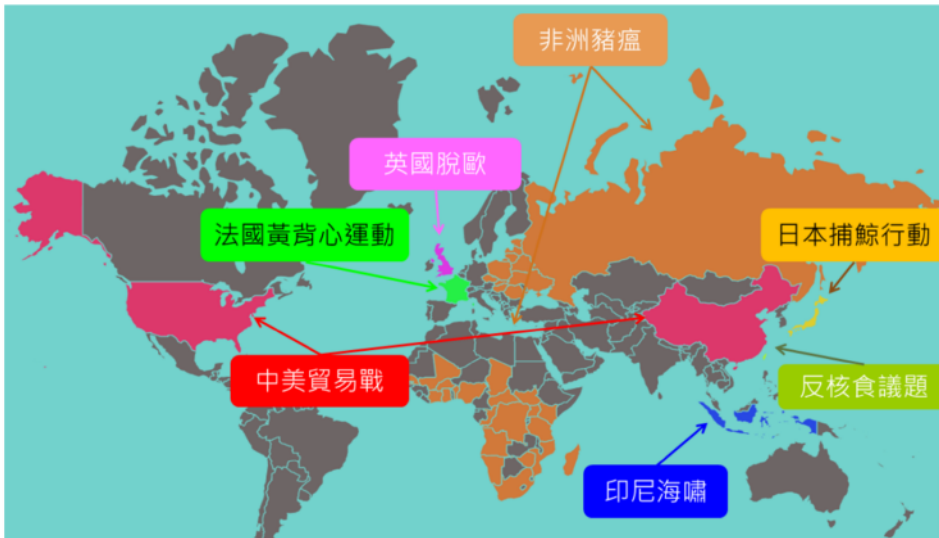 非洲豬瘟
英國脫歐
法國黃背心運動
日本捕鯨行動
中美貿易戰
反核食議題
印尼海嘯